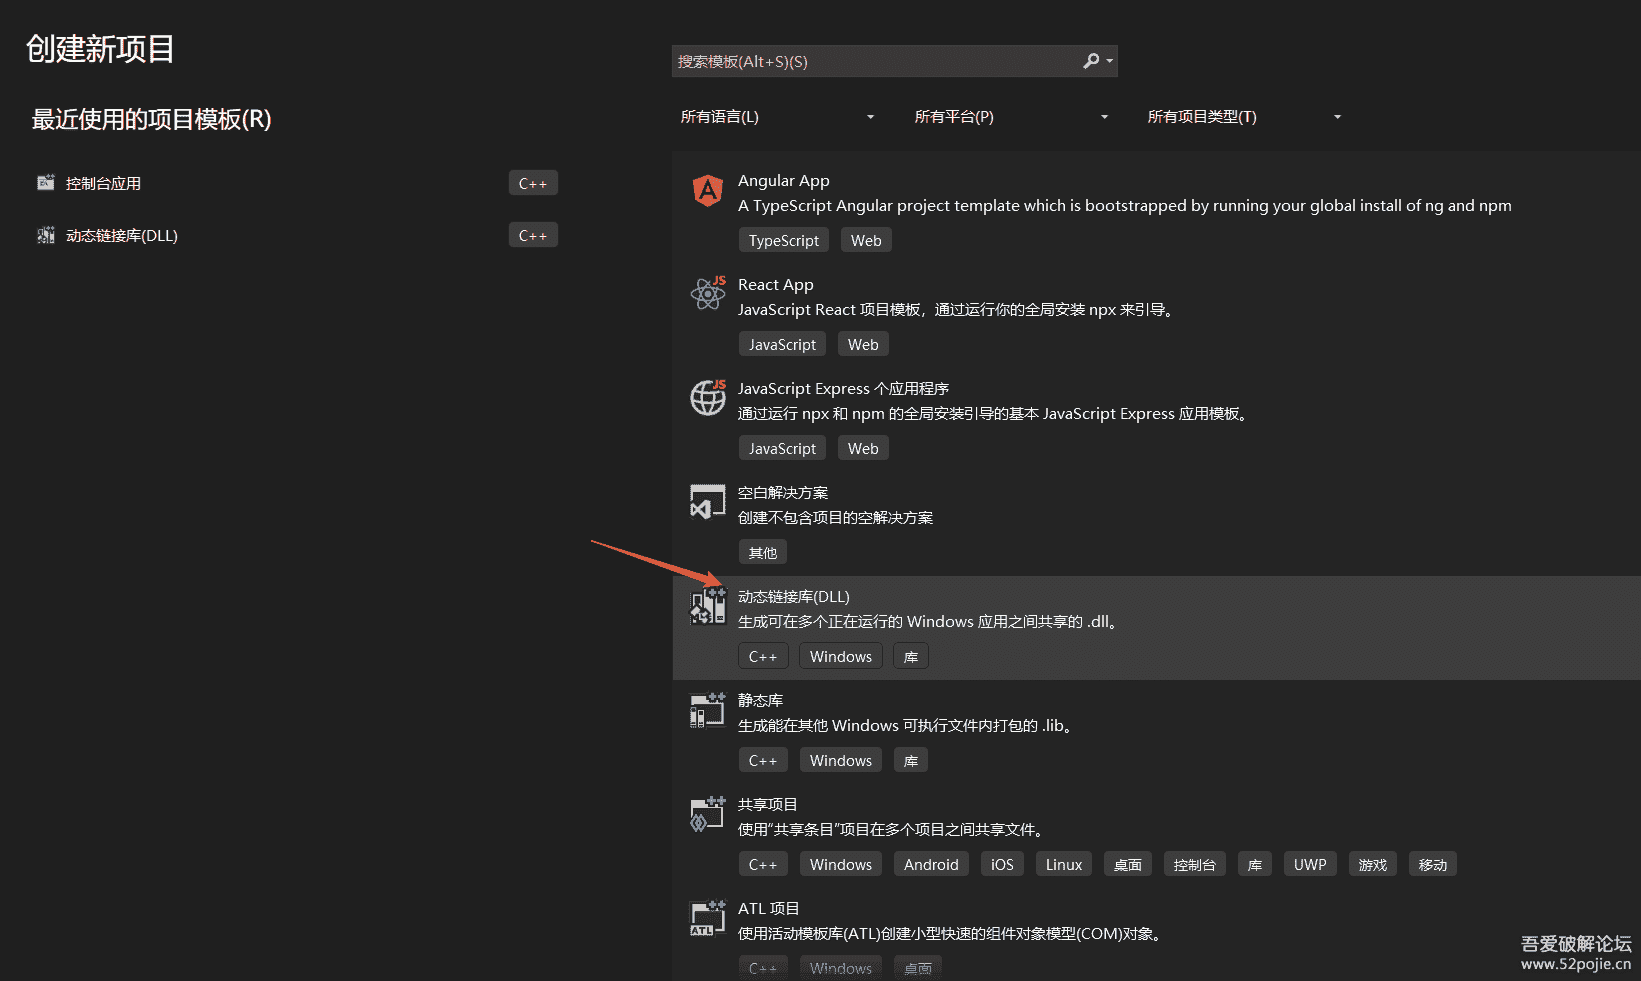 创建新项目
最近使用的项目模板(R)
控制台应用 C++
动态链接库(DLL) C++
搜索模板(Alt+S)(S)
所有语言(L) 所有平台(P) 所有项目类型(T)
Angular App
A TypeScript Angular project template which is bootstrapped by running your global install of ng and npm
TypeScript Web
JS
React App
JavaScript React 项目模板，通过运行你的全局安装 npx 来引导。
JavaScript Web
JS
JavaScript Express 个应用程序
通过运行 npx 和 npm 的全局安装引导的基本 JavaScript Express 应用模板。
JavaScript Web
空白解决方案
创建不包含项目的空解决方案
其他
动态链接库(DLL)
生成可在多个正在运行的 Windows 应用之间共享的 .dll。
C++ Windows 库
静态库
生成能在其他 Windows 可执行文件内打包的 .lib。
C++ Windows 库
共享项目
使用“共享条目”项目在多个项目之间共享文件。
C++ Windows Android iOS Linux 桌面 控制台 库 UWP 游戏 移动
ATL
ATL 项目
使用活动模板库(ATL)创建小型快速的组件对象模型(COM)对象。
C++ Windows 桌面
吾爱破解论坛
www.52pojie.cn